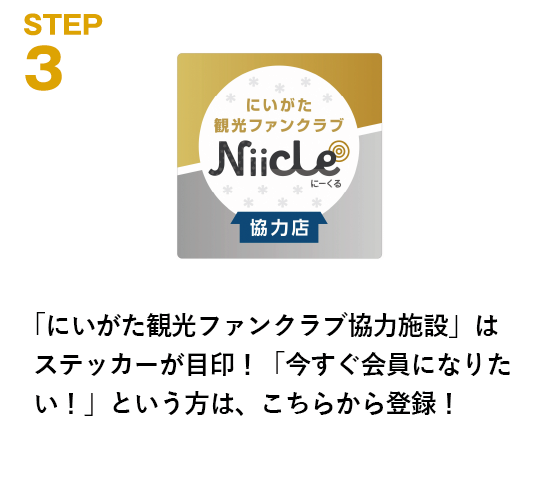 STEP
3
にいがた
観光ファンクラブ
Niicle
にーくる
協力店
「にいがた観光ファンクラブ協力施設」は
ステッカーが目印！「今すぐ会員になりた
い！」という方は、こちらから登録！